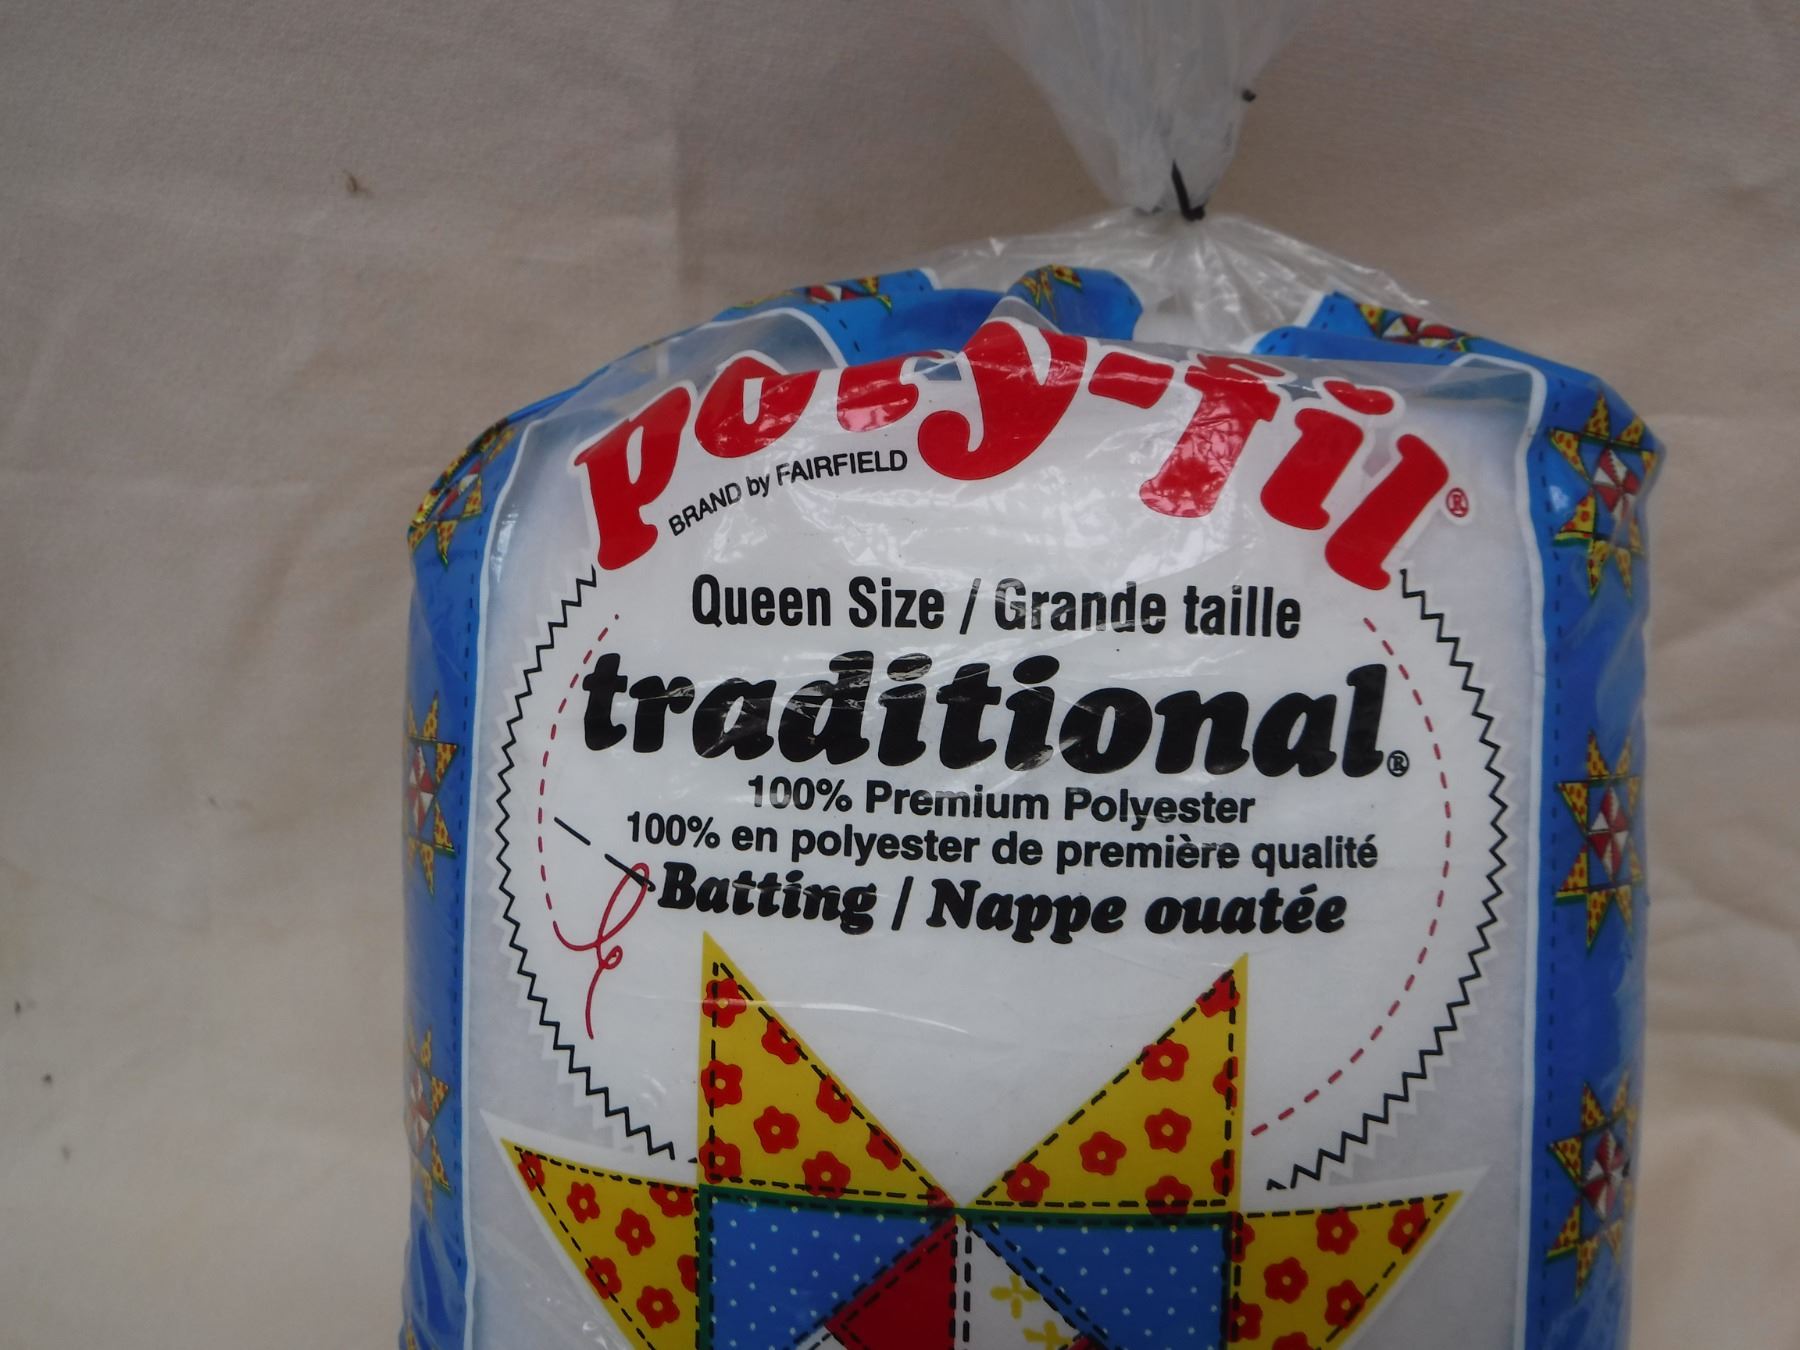 poly-fil®
BRAND by FAIRFIELD
Queen Size / Grande taille
traditional®
100% Premium Polyester
100% en polyester de première qualité
Batting / Nappe ouatée